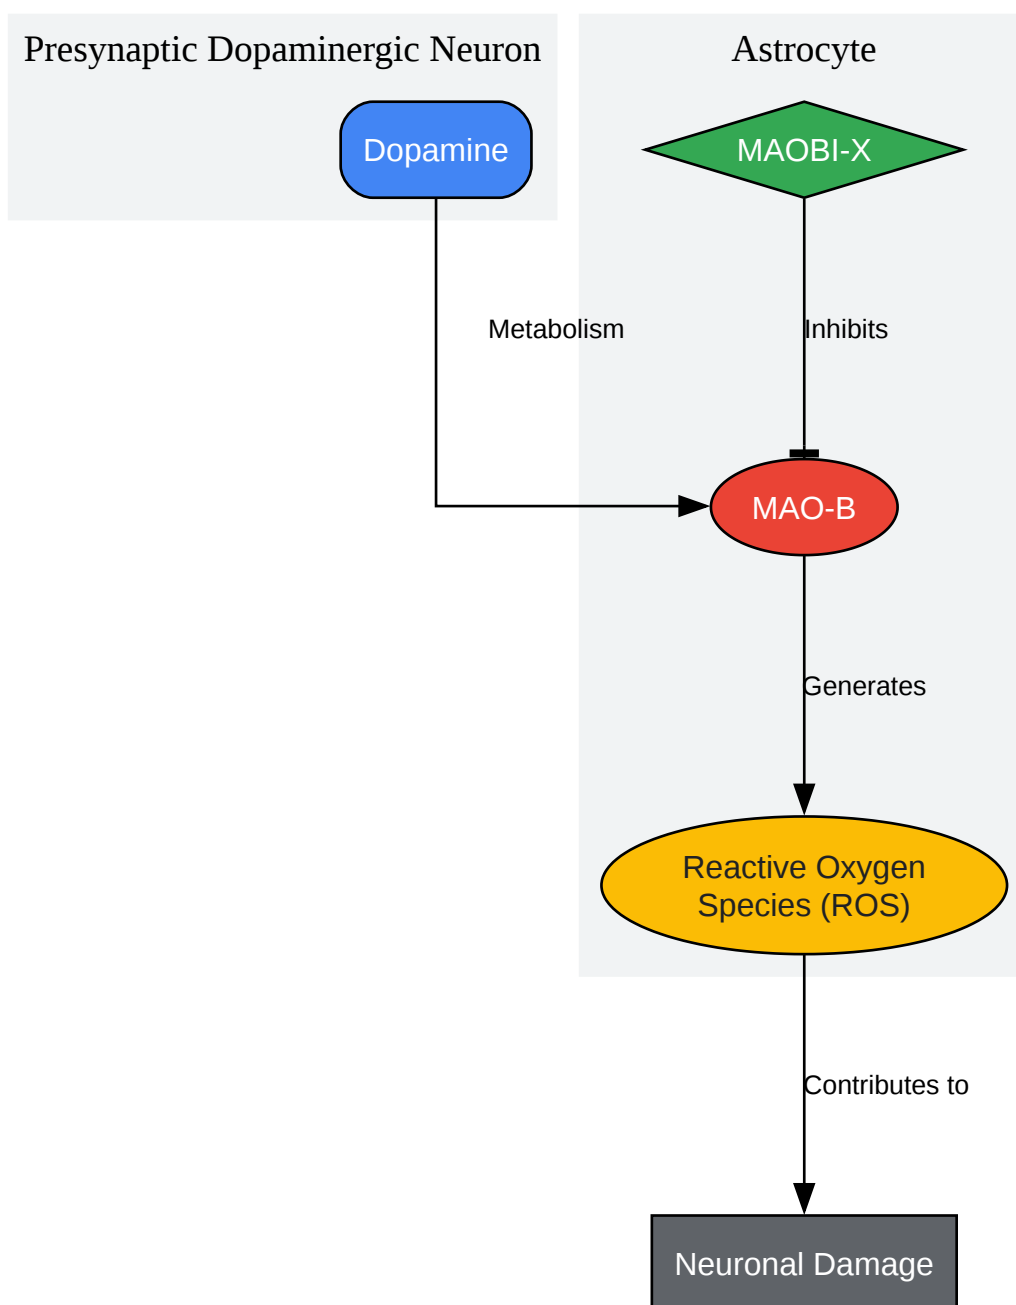 Presynaptic Dopaminergic Neuron
Astrocyte
Dopamine
MAOBI-X
Metabolism
Inhibits
MAO-B
Generates
Reactive Oxygen
Species (ROS)
Contributes to
Neuronal Damage